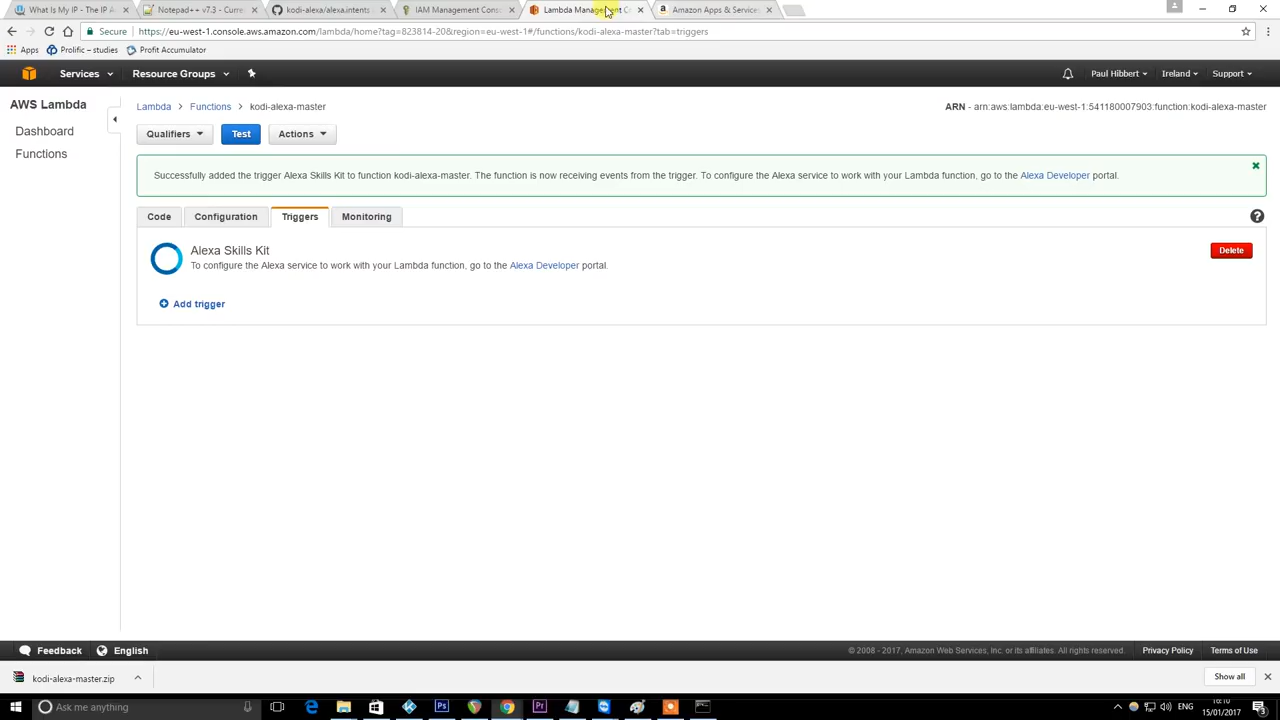 What Is My IP - The IP A
Notepad++ v7.3 - Curre
kodi-alexa/alexa.intents
IAM Management Cons
Lambda Management C
Amazon Apps & Services
https://eu-west-1.console.aws.amazon.com/lambda/home?tag=823814-20&region=eu-west-1#/functions/kodi-alexa-master?tab=triggers
Secure
Apps
Prolific – studies
Profit Accumulator
Services
Resource Groups
Paul Hibbert
Ireland
Support
AWS Lambda
Dashboard
Functions
Lambda > Functions > kodi-alexa-master
ARN - arn:aws:lambda:eu-west-1:541180007903:function:kodi-alexa-master
Qualifiers
Test
Actions
Successfully added the trigger Alexa Skills Kit to function kodi-alexa-master. The function is now receiving events from the trigger. To configure the Alexa service to work with your Lambda function, go to the Alexa Developer portal.
Code
Configuration
Triggers
Monitoring
Alexa Skills Kit
To configure the Alexa service to work with your Lambda function, go to the Alexa Developer portal.
Delete
Add trigger
Feedback
English
© 2008 - 2017, Amazon Web Services, Inc. or its affiliates. All rights reserved.
Privacy Policy
Terms of Use
kodi-alexa-master.zip
Show all
Ask me anything
ENG
16:10
15/01/2017